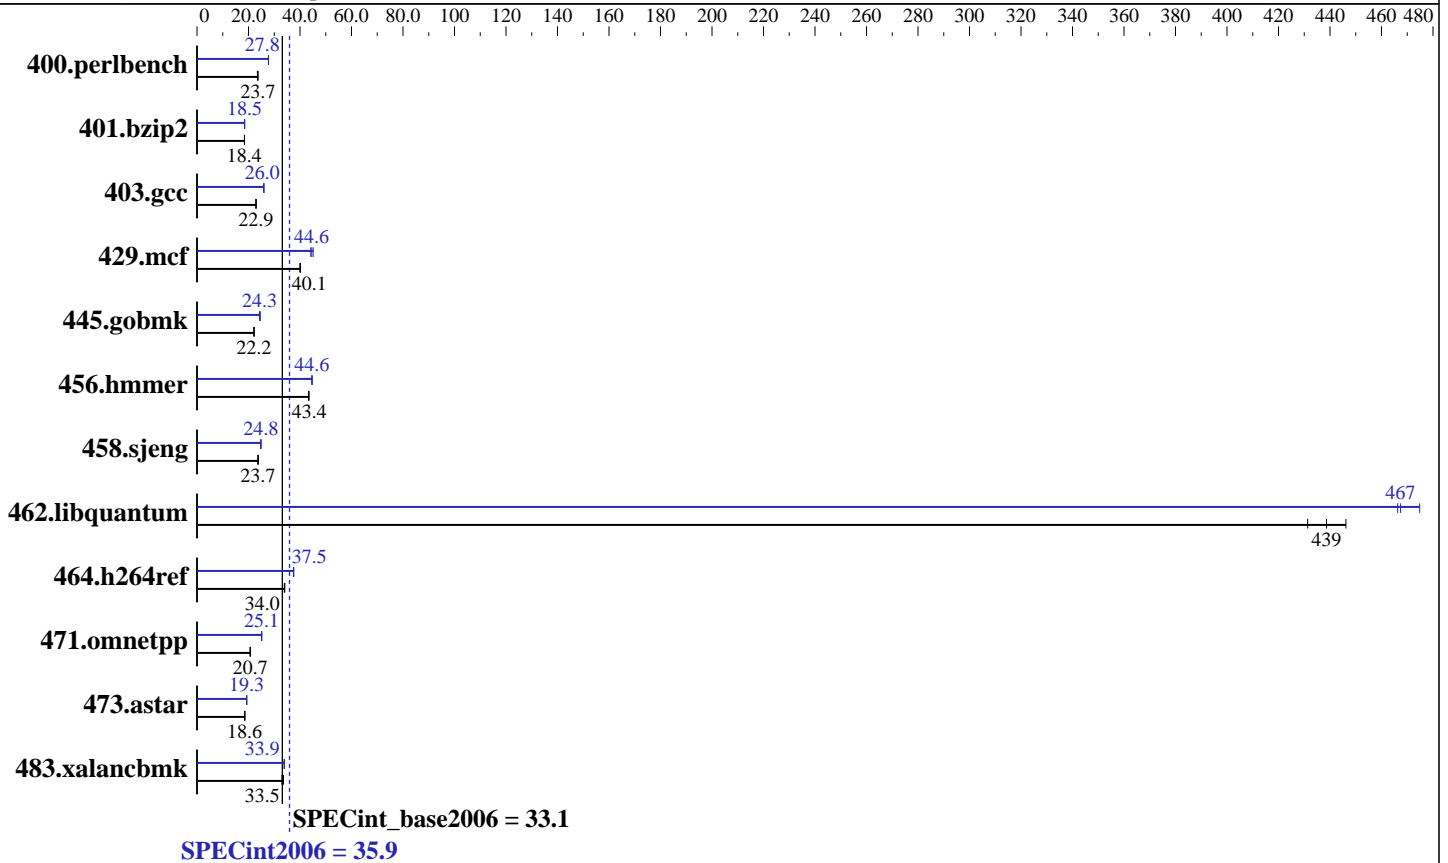 0 20.0 40.0 60.0 80.0 100 120 140 160 180 200 220 240 260 280 300 320 340 360 380 400 420 440 460 480
27.8
400.perlbench
23.7
18.5
401.bzip2
18.4
26.0
403.gcc
22.9
44.6
429.mcf
40.1
24.3
445.gobmk
22.2
44.6
456.hmmer
43.4
24.8
458.sjeng
23.7
467
462.libquantum
439
37.5
464.h264ref
34.0
25.1
471.omnetpp
20.7
19.3
473.astar
18.6
33.9
483.xalancbmk
33.5
SPECint_base2006 = 33.1
SPECint2006 = 35.9